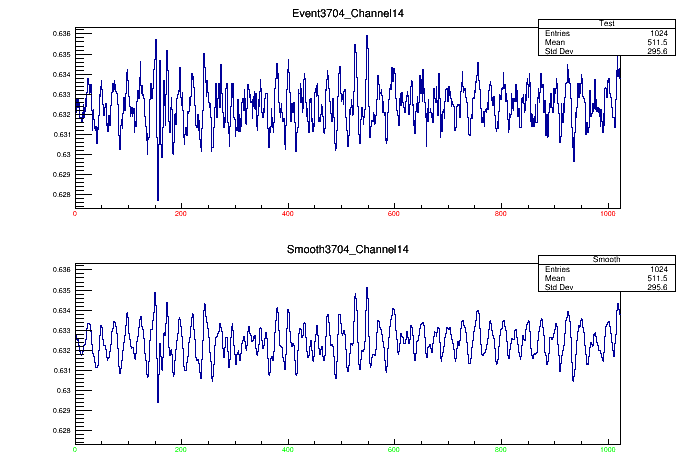 Event3704_Channel14
Test
Entries 1024
Mean 511.5
Std Dev 295.6
0.636
0.635
0.634
0.633
0.632
0.631
0.63
0.629
0.628
0 200 400 600 800 1000
Smooth3704_Channel14
Smooth
Entries 1024
Mean 511.5
Std Dev 295.6
0.636
0.635
0.634
0.633
0.632
0.631
0.63
0.629
0.628
0 200 400 600 800 1000